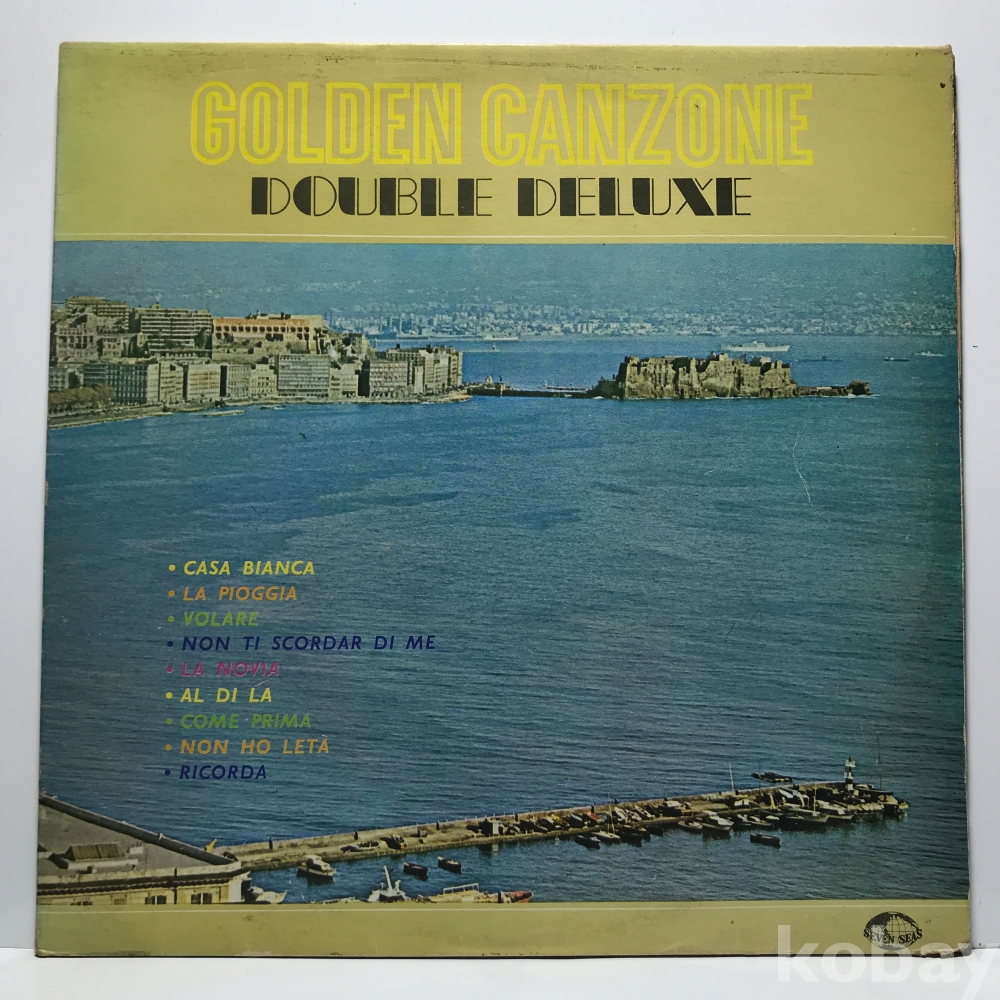 GOLDEN CANZONE
DOUBLE DELUXE
• CASA BIANCA
• LA PIOGGIA
• VOLARE
• NON TI SCORDAR DI ME
• LA NOVIA
• AL DI LA
• COME PRIMA
• NON HO LETÀ
• RICORDA
SEVEN SEAS
kobay